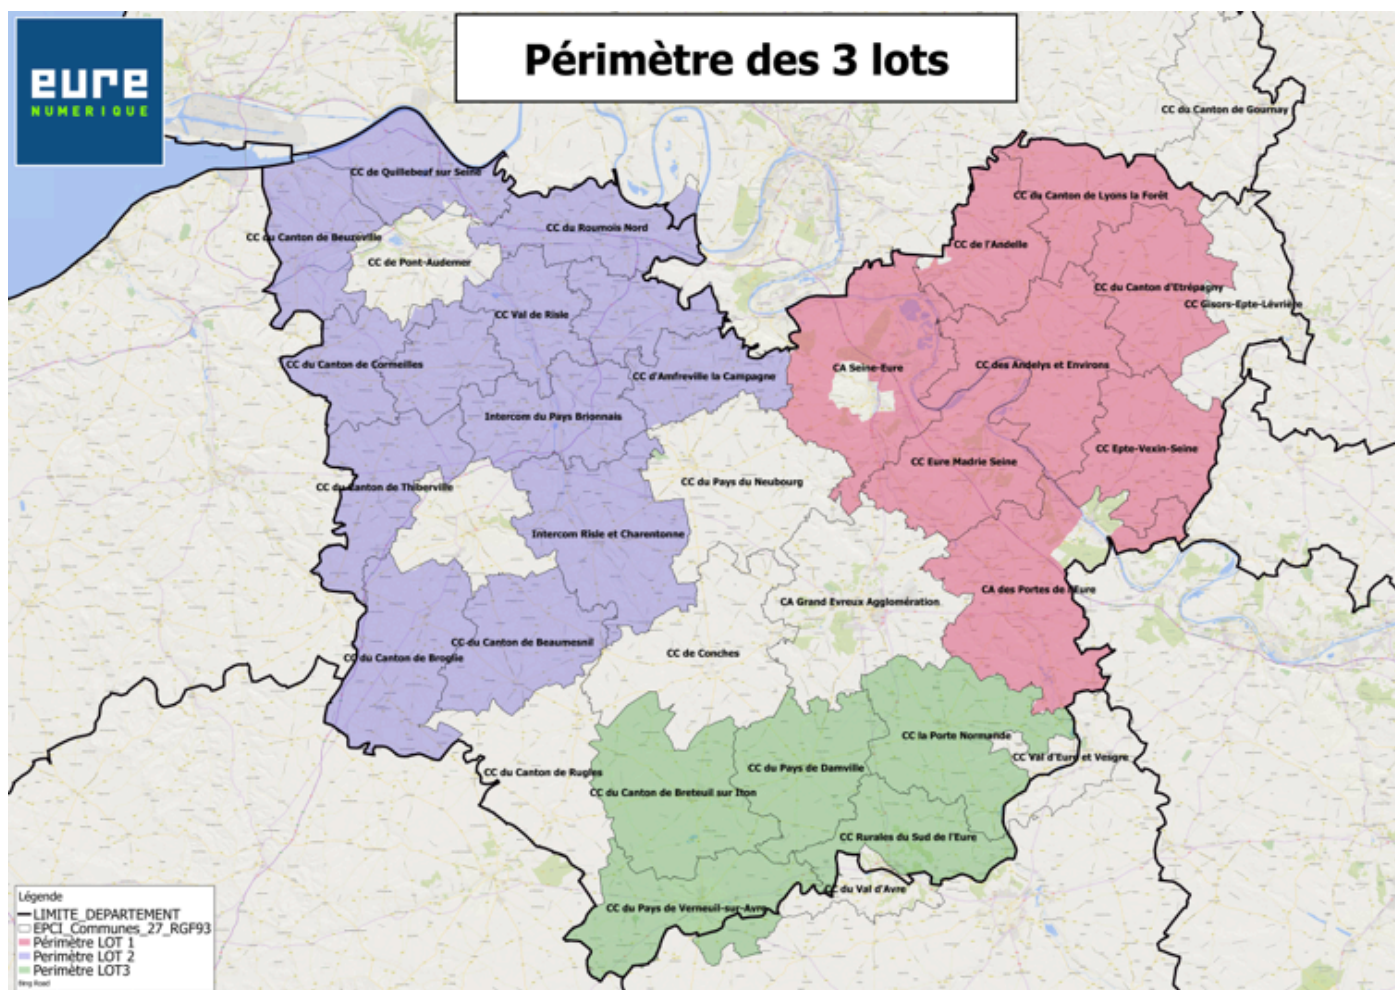 eure
NUMERIQUE
Périmètre des 3 lots
CC du Canton de Gournay
CC de Quillebeuf sur Seine
CC du Canton de Lyons la Forêt
CC du Roumois Nord
CC du Canton de Beuzeville
CC de l'Andelle
CC de Pont-Audemer
CC du Canton d'Etrépagny
CC Gisors-Epte-Lévrière
CC Val de Risle
CC du Canton de Cormeilles
CC d'Amfreville la Campagne
CA Seine-Eure
CC des Andelys et Environs
Intercom du Pays Brionnais
CC Epte-Vexin-Seine
CC Eure Madrie Seine
CC du Pays du Neubourg
CC du Canton de Thiberville
Intercom Risle et Charentonne
CA des Portes de l'Eure
CA Grand Evreux Agglomération
CC du Canton de Beaumesnil
CC de Conches
CC du Canton de Broglie
CC la Porte Normande
CC Val d'Eure et Vesgre
CC du Pays de Damville
CC du Canton de Rugles
CC du Canton de Breteuil sur Iton
CC Rurales du Sud de l'Eure
CC du Val d'Avre
CC du Pays de Verneuil-sur-Avre
Légende
LIMITE_DEPARTEMENT
EPCI_Communes_27_RGF93
Périmètre LOT 1
Perimètre LOT 2
Perimètre LOT3
Bing Road